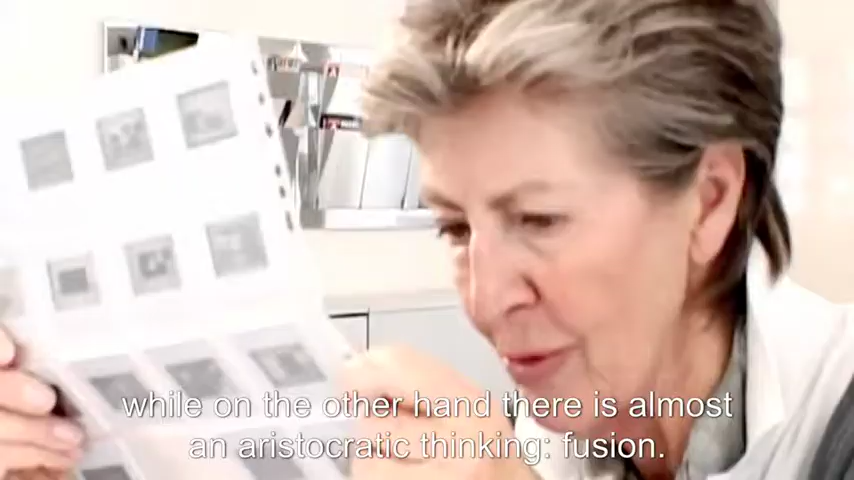 while on the other hand there is almost
an aristocratic thinking: fusion.